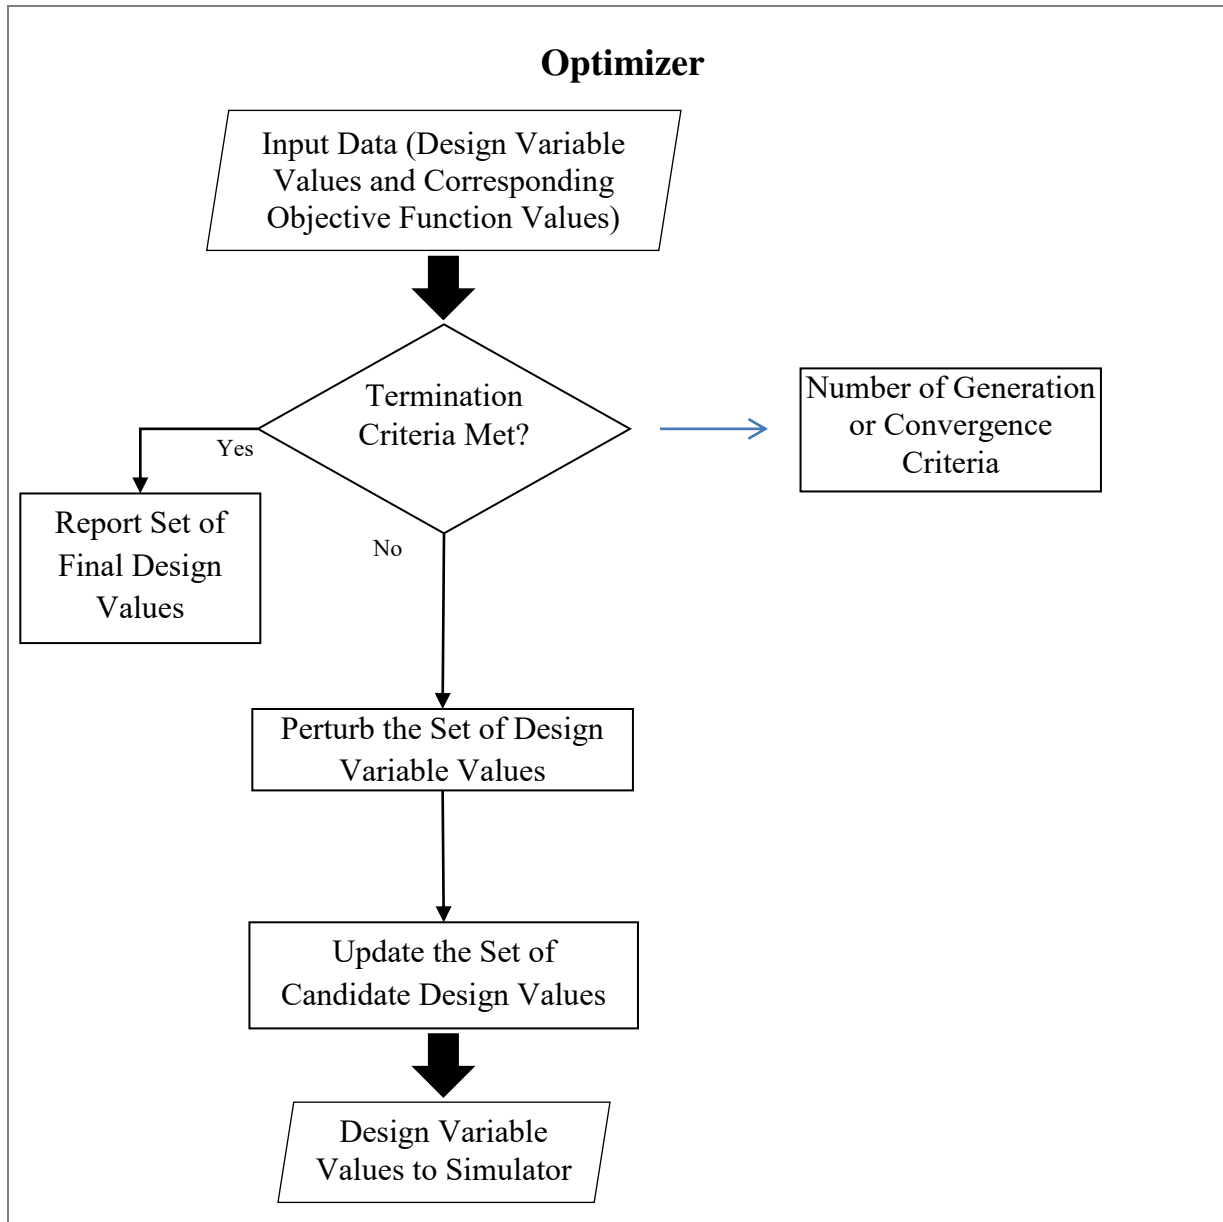 Optimizer
Input Data (Design Variable
Values and Corresponding
Objective Function Values)
Termination
Criteria Met?
Number of Generation
or Convergence
Criteria
Yes
Report Set of
Final Design
Values
No
Perturb the Set of Design
Variable Values
Update the Set of
Candidate Design Values
Design Variable
Values to Simulator